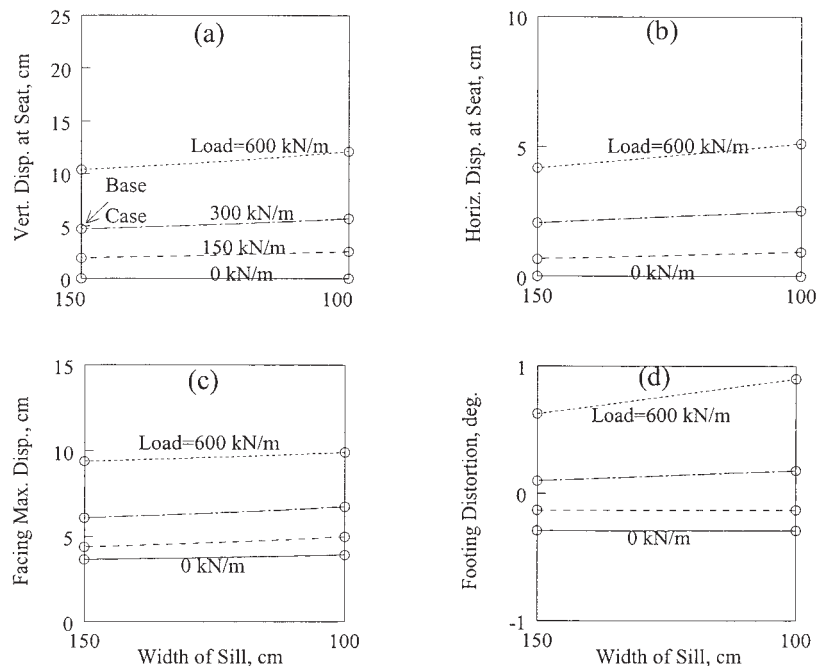 (a)
Vert. Disp. at Seat, cm
25
20
15
10
5
0
Load=600 kN/m
Base
Case
300 kN/m
150 kN/m
0 kN/m
150
100
(b)
Horiz. Disp. at Seat, cm
10
5
0
Load=600 kN/m
0 kN/m
150
100
(c)
Facing Max. Disp., cm
15
10
5
0
Load=600 kN/m
0 kN/m
150
100
Width of Sill, cm
(d)
Footing Distortion, deg.
1
0
-1
Load=600 kN/m
0 kN/m
150
100
Width of Sill, cm